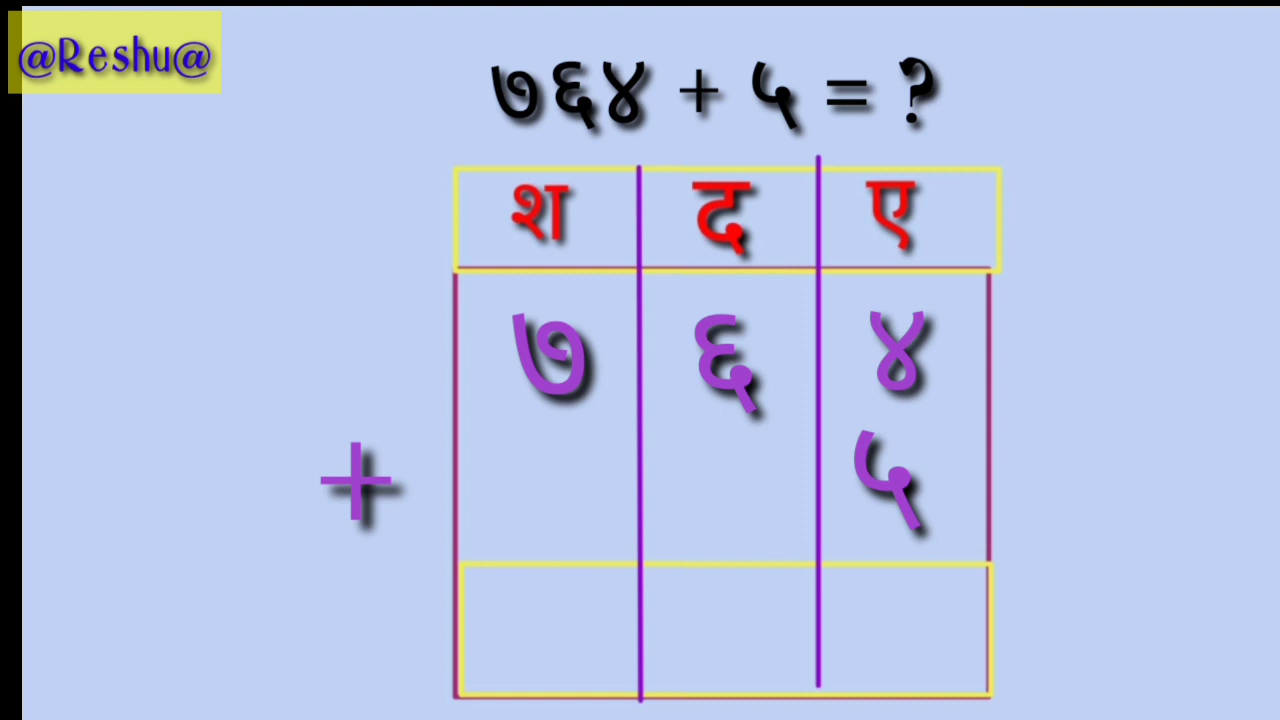 @Reshu@
७६४ + ५ = ?
श द ए
७ ६ ४
+ ५